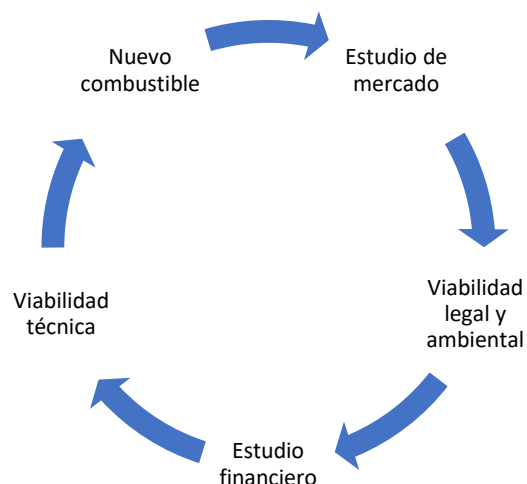 Nuevo
combustible
Estudio de
mercado
Viabilidad
legal y
ambiental
Estudio
financiero
Viabilidad
técnica